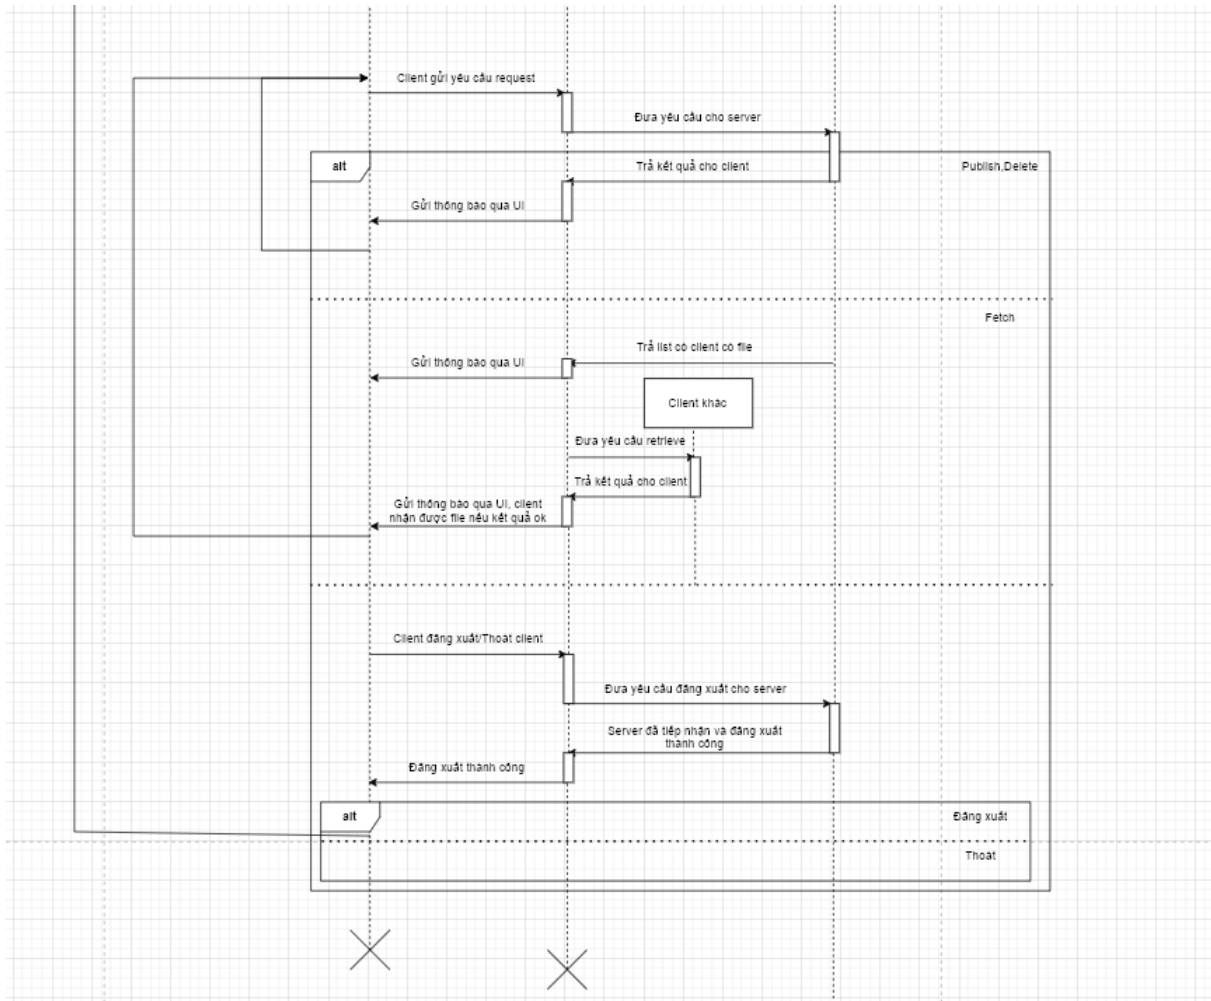 Client gửi yêu cầu request
Đưa yêu cầu cho server
alt
Trả kết quả cho client
Publish,Delete
Gửi thông báo qua UI
Fetch
Trả list có client có file
Gửi thông báo qua UI
Client khác
Đưa yêu cầu retrieve
Trả kết quả cho client
Gửi thông báo qua UI, client
nhận được file nếu kết quả ok
Client đăng xuất/Thoát client
Đưa yêu cầu đăng xuất cho server
Server đã tiếp nhận và đăng xuất
thành công
Đăng xuất thành công
alt
Đăng xuất
Thoát